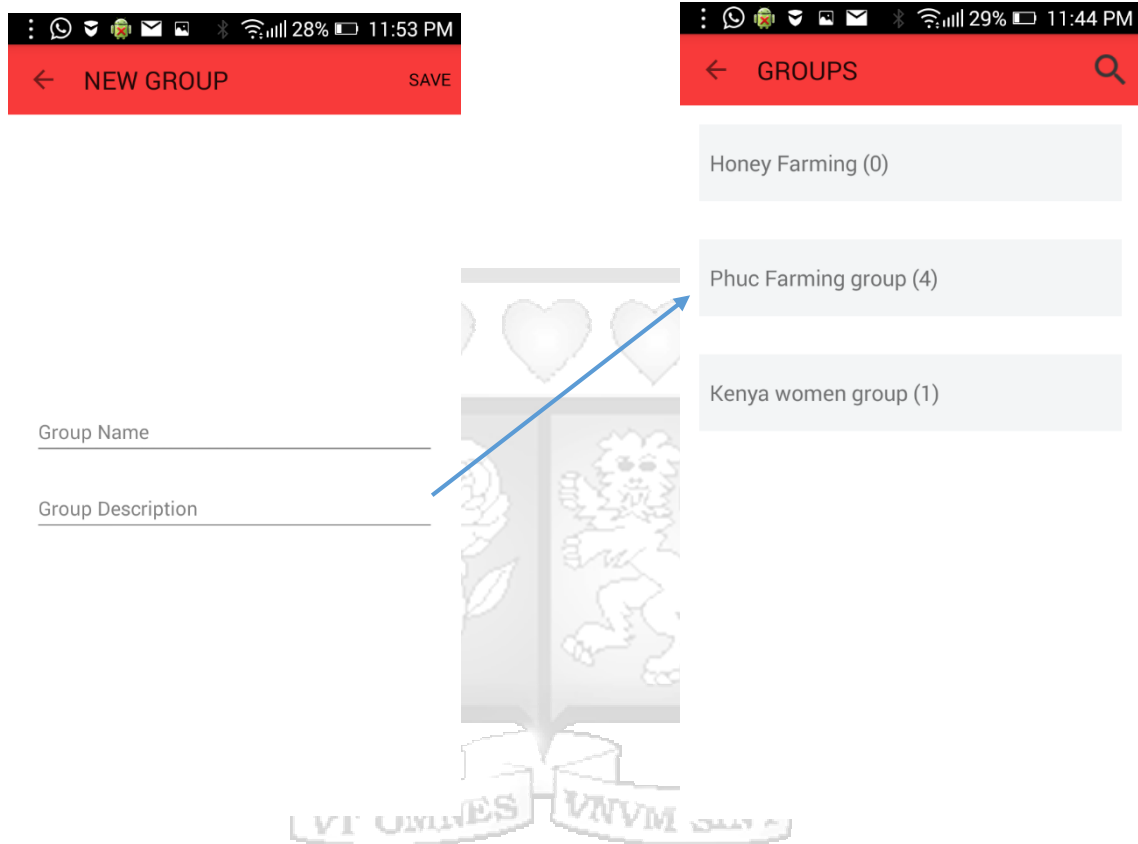 28% 11:53 PM
NEW GROUP SAVE
Group Name
Group Description
29% 11:44 PM
GROUPS
Honey Farming (0)
Phuc Farming group (4)
Kenya women group (1)
VT OMNES VNVM SINT